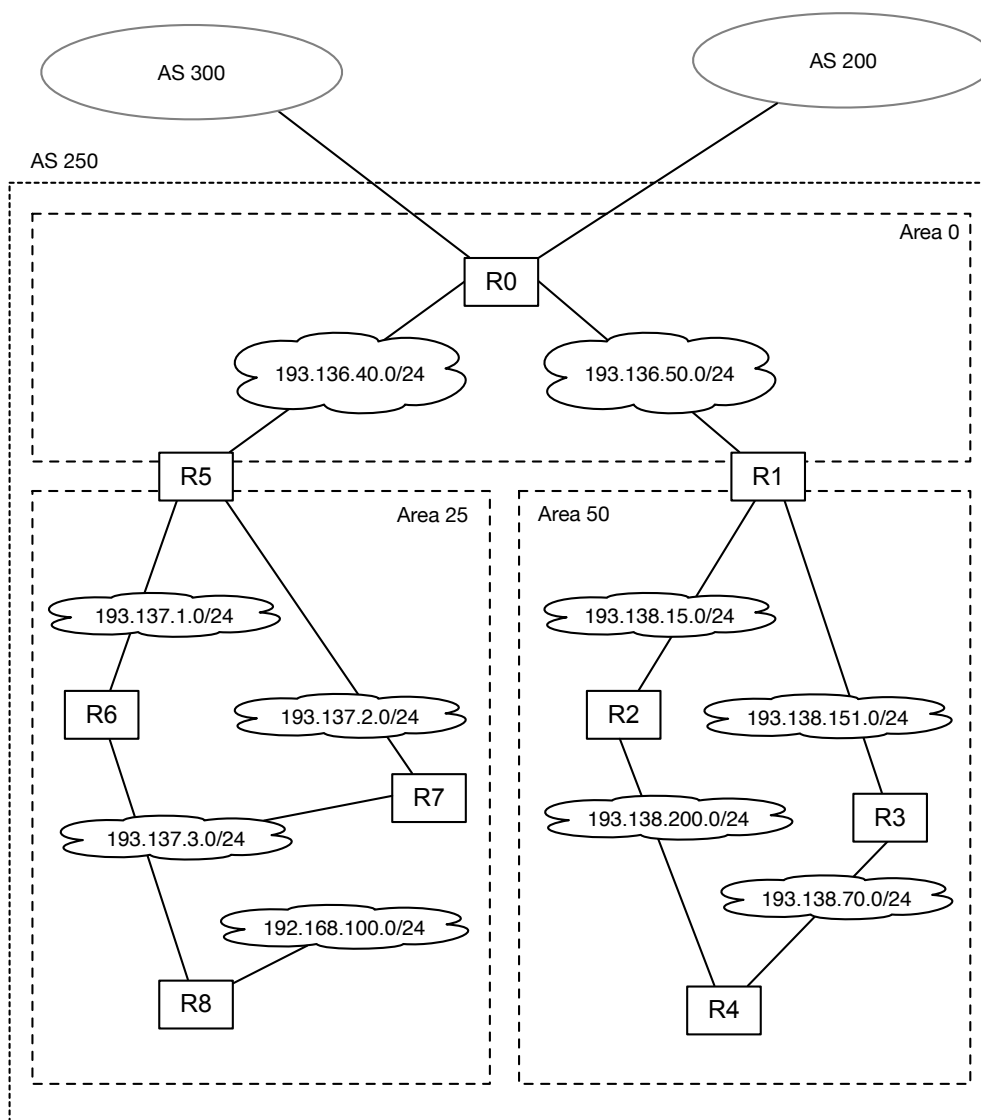 AS 300
AS 200
AS 250
Area 0
R0
193.136.40.0/24
193.136.50.0/24
R5
R1
Area 25
Area 50
193.137.1.0/24
193.138.15.0/24
R6
193.137.2.0/24
R2
193.138.151.0/24
R7
193.137.3.0/24
193.138.200.0/24
R3
192.168.100.0/24
193.138.70.0/24
R8
R4